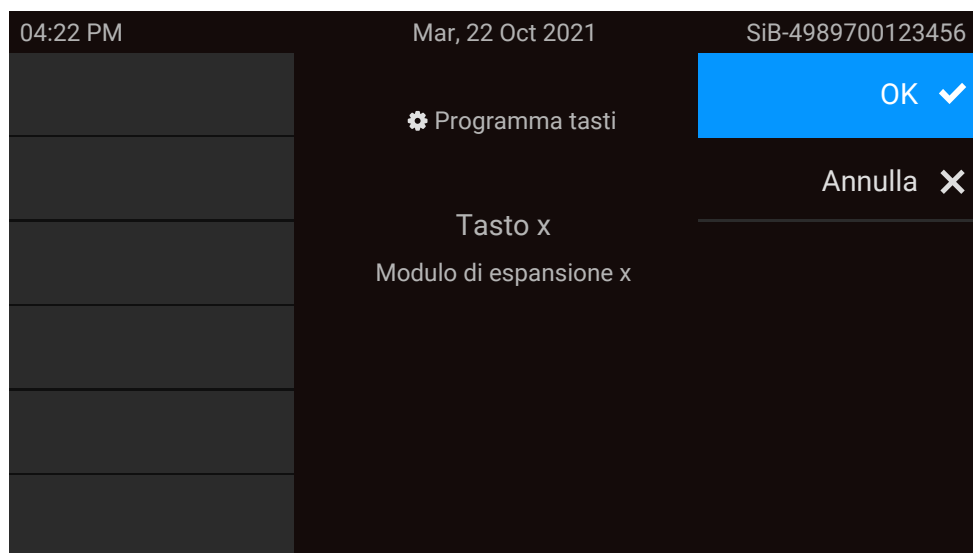 04:22 PM Mar, 22 Oct 2021 SiB-4989700123456
OK
Programma tasti
Annulla
Tasto x
Modulo di espansione x